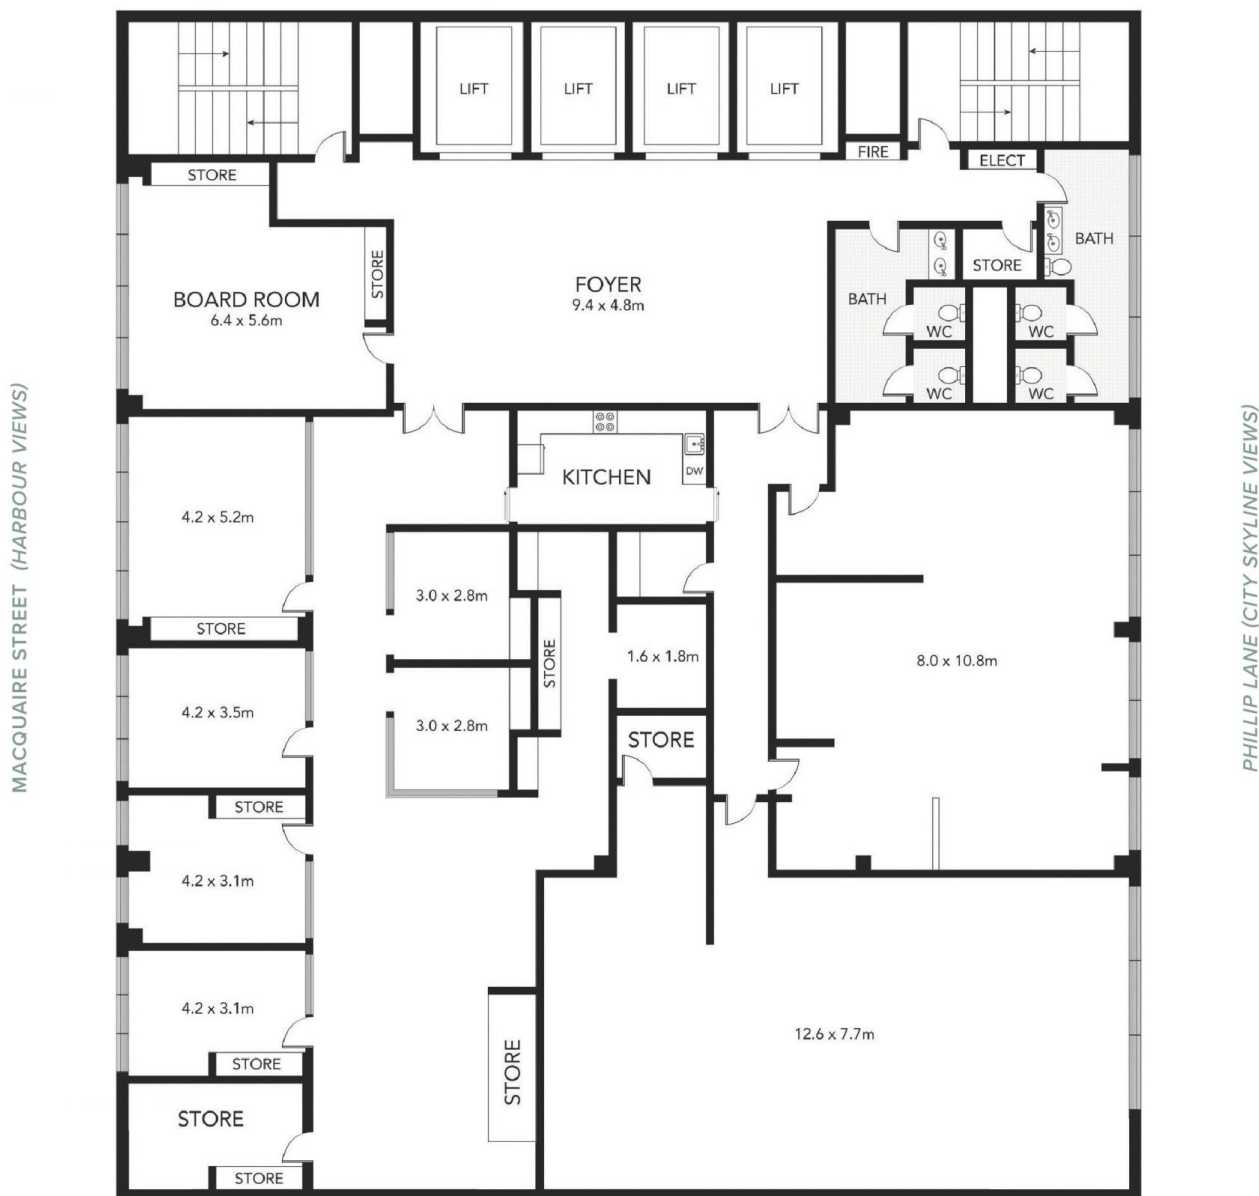 LIFT
LIFT
LIFT
LIFT
FIRE
ELECT
STORE
BATH
STORE
STORE
FOYER
9.4 x 4.8m
BOARD ROOM
6.4 x 5.6m
BATH
WC
WC
WC
WC
MACQUAIRE STREET (HARBOUR VIEWS)
PHILLIP LANE (CITY SKYLINE VIEWS)
KITCHEN
DW
4.2 x 5.2m
3.0 x 2.8m
STORE
STORE
1.6 x 1.8m
8.0 x 10.8m
4.2 x 3.5m
3.0 x 2.8m
STORE
STORE
4.2 x 3.1m
4.2 x 3.1m
12.6 x 7.7m
STORE
STORE
STORE
STORE